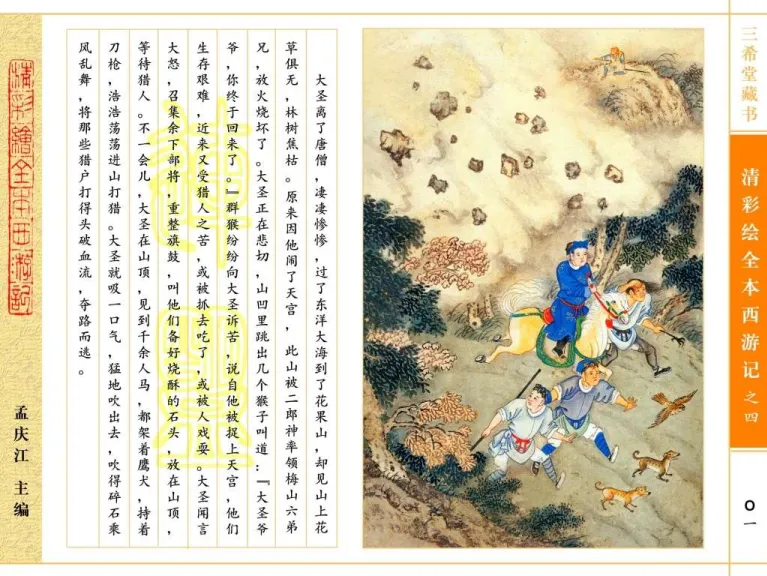 三希堂藏书
清彩绘全本西游记之四
〇一
大圣离了唐僧，凄凄惨惨，过了东洋大海到了花果山，却见山上花
草俱无，林树焦枯。原来因他闹了天宫，此山被二郎神率领梅山六弟
兄，放火烧坏了。大圣正在悲切，山凹里跳出几个猴子叫道：『大圣爷
爷，你终于回来了。』群猴纷纷向大圣诉苦，说自他被捉上天宫，他们
生存艰难，近来又受猎人之苦，或被抓去吃了，或被人戏耍。大圣闻言
大怒，召集余下部将，重整旗鼓，叫他们备好烧酥的石头，放在山顶，
等待猎人。不一会儿，大圣在山顶，见到千余人马，都架着鹰犬，持着
刀枪，浩浩荡荡进山打猎。大圣就吸一口气，猛地吹出去，吹得碎石乘
风乱舞，将那些猎户打得头破血流，夺路而逃。
清彩繪全本西游記
孟庆江 主编